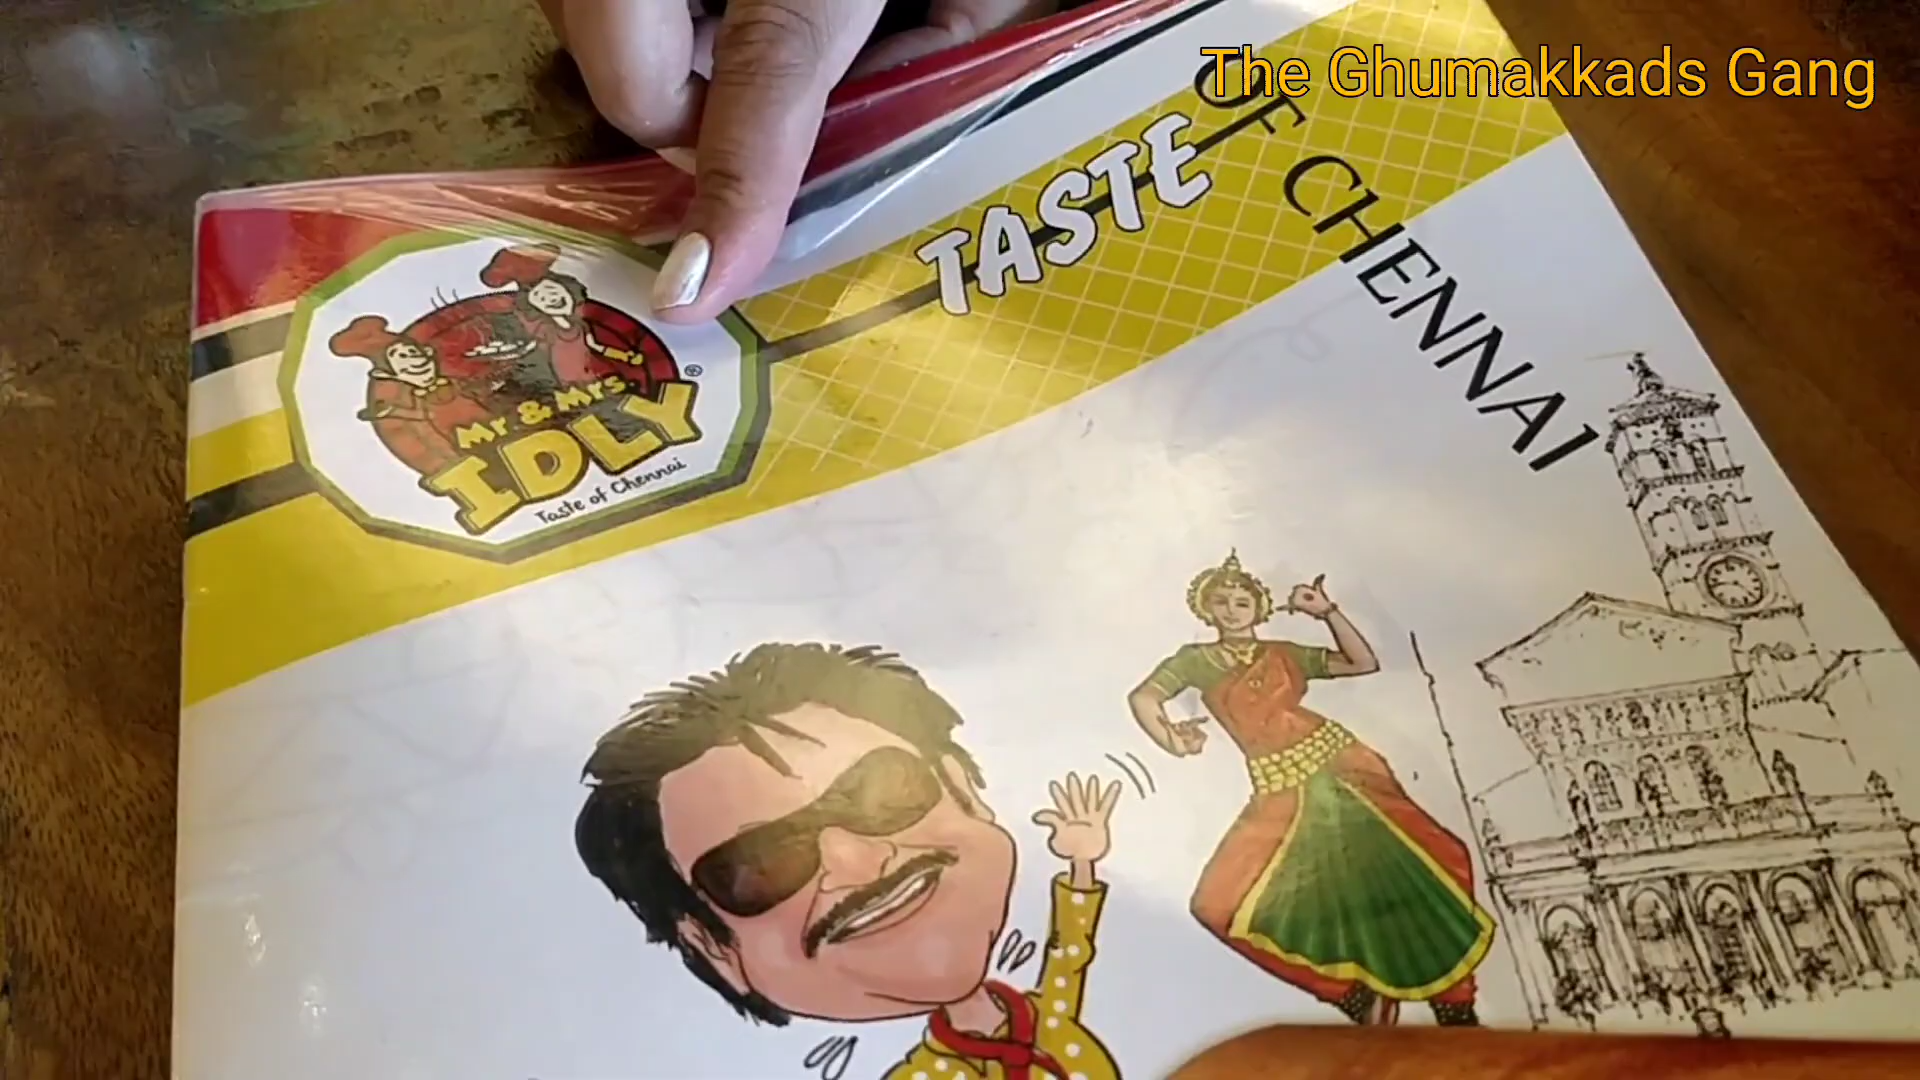 The Ghumakkads Gang
TASTE OF CHENNAI
Mr & Mrs.
IDLY
®
Taste of Chennai